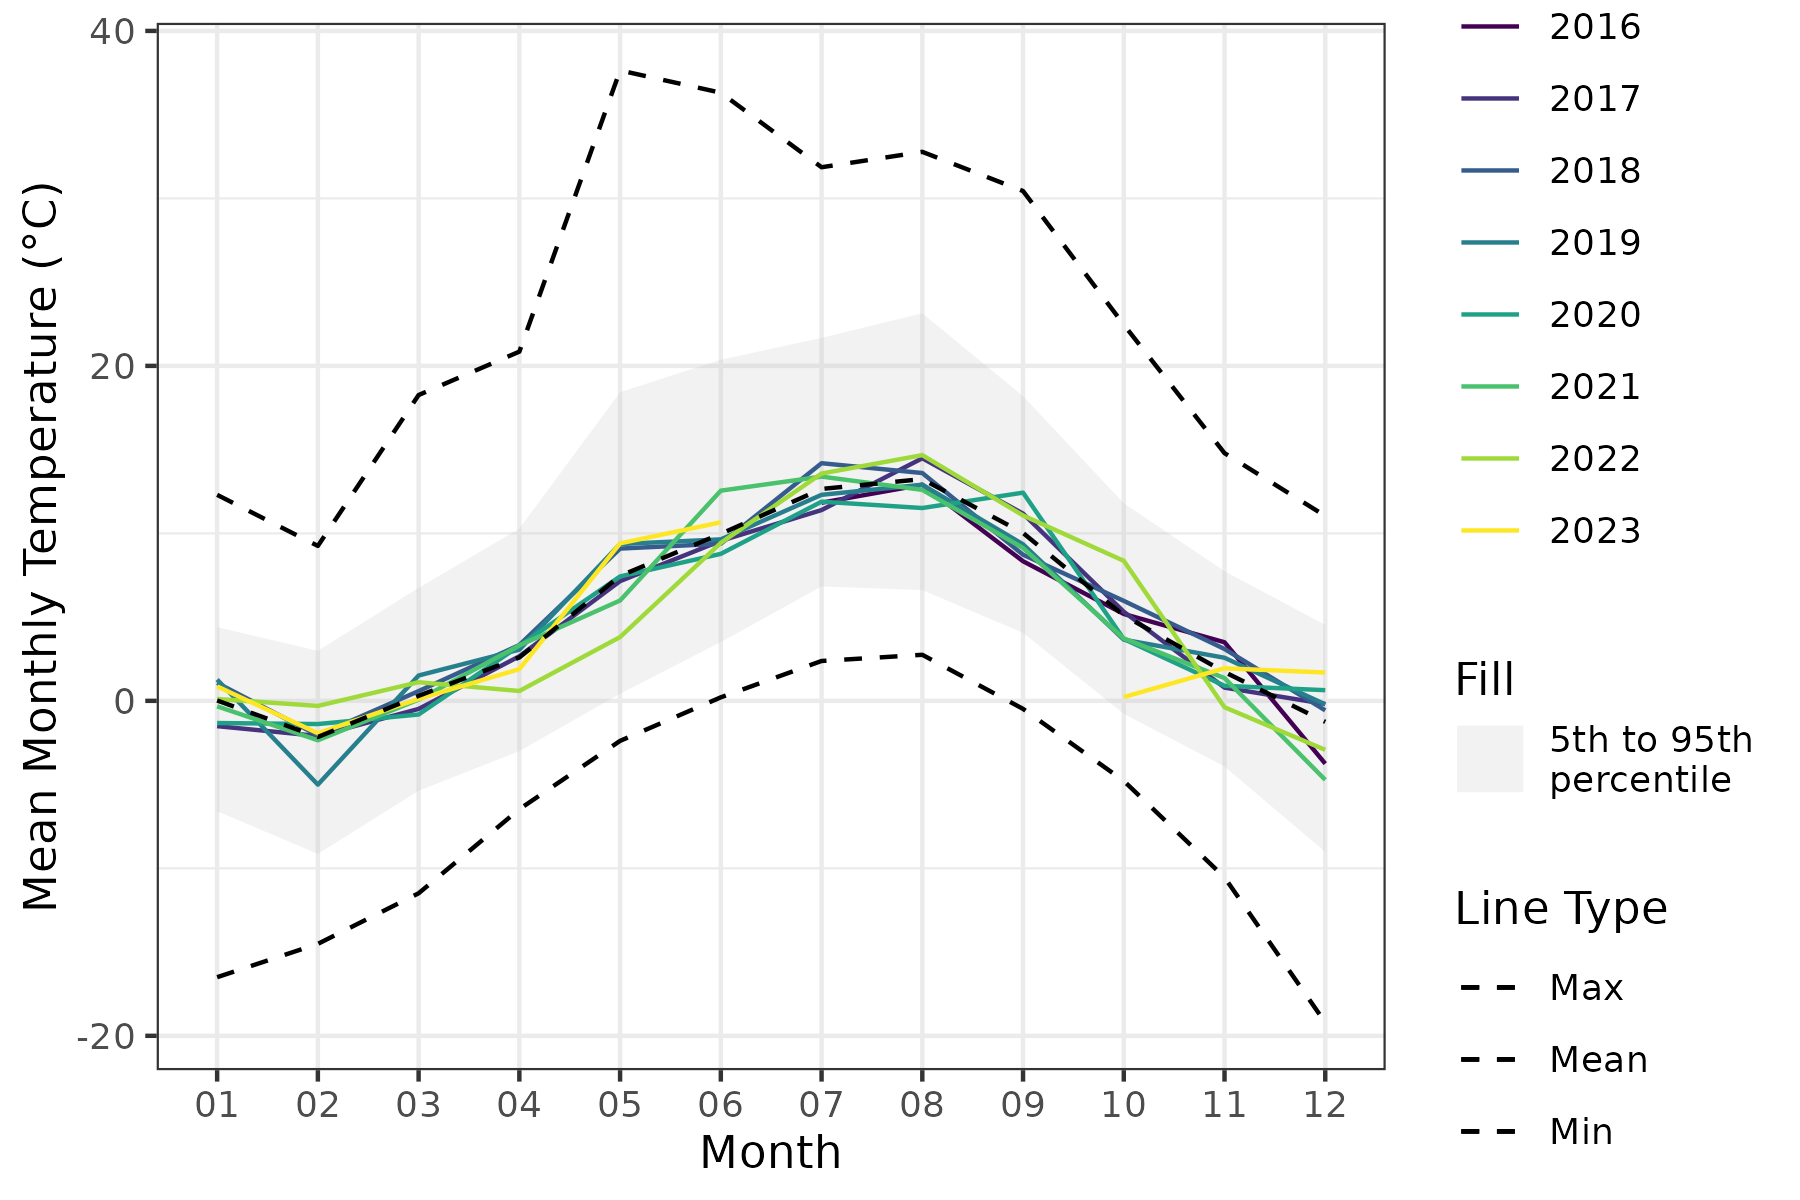 40
20
0
-20
Mean Monthly Temperature (°C)
01 02 03 04 05 06 07 08 09 10 11 12
Month
2016
2017
2018
2019
2020
2021
2022
2023
Fill
5th to 95th
percentile
Line Type
Max
Mean
Min